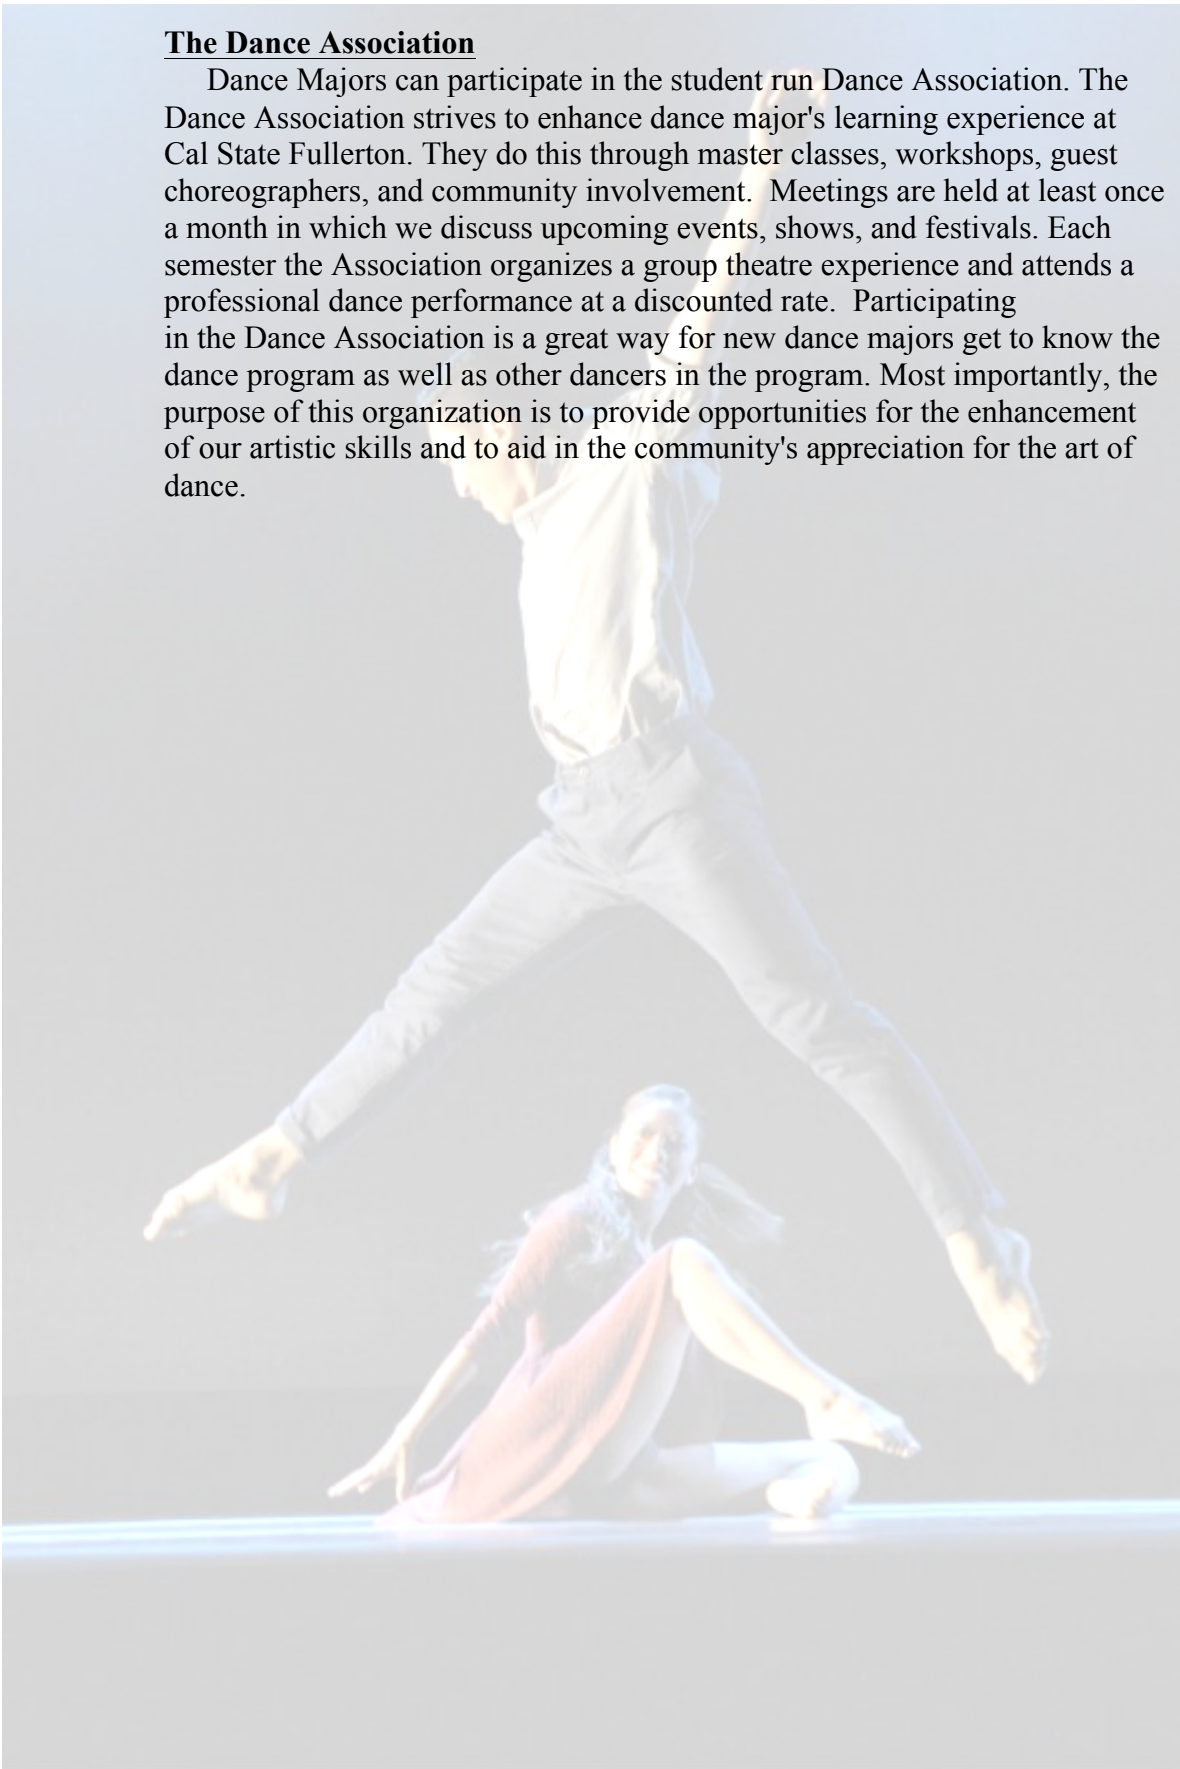 The Dance Association
Dance Majors can participate in the student run Dance Association. The
Dance Association strives to enhance dance major's learning experience at
Cal State Fullerton. They do this through master classes, workshops, guest
choreographers, and community involvement.  Meetings are held at least once
a month in which we discuss upcoming events, shows, and festivals. Each
semester the Association organizes a group theatre experience and attends a
professional dance performance at a discounted rate.  Participating
in the Dance Association is a great way for new dance majors get to know the
dance program as well as other dancers in the program. Most importantly, the
purpose of this organization is to provide opportunities for the enhancement
of our artistic skills and to aid in the community's appreciation for the art of
dance.